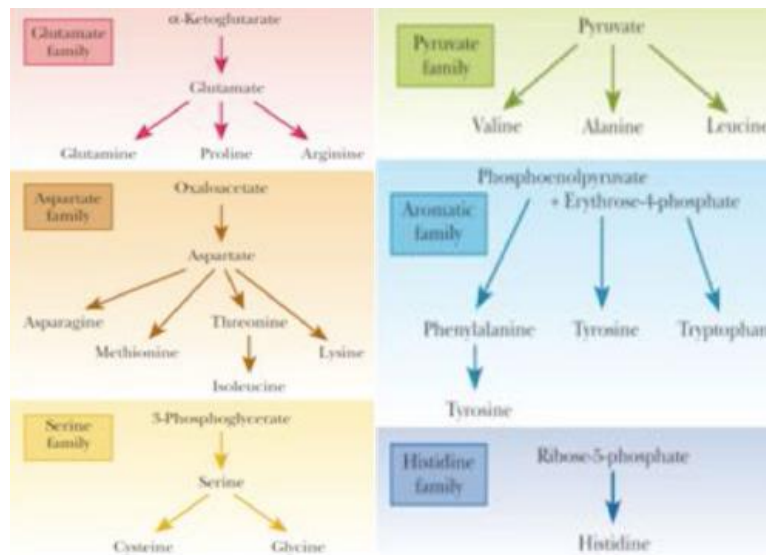 Glutamate
family
α-Ketoglutarate
Glutamate
Glutamine
Proline
Arginine
Aspartate
family
Oxaloacetate
Aspartate
Asparagine
Methionine
Threonine
Lysine
Isoleucine
Serine
family
3-Phosphoglycerate
Serine
Cysteine
Glycine
Pyruvate
family
Pyruvate
Valine
Alanine
Leucine
Aromatic
family
Phosphoenolpyruvate
+ Erythrose-4-phosphate
Phenylalanine
Tyrosine
Tryptophan
Tyrosine
Histidine
family
Ribose-5-phosphate
Histidine